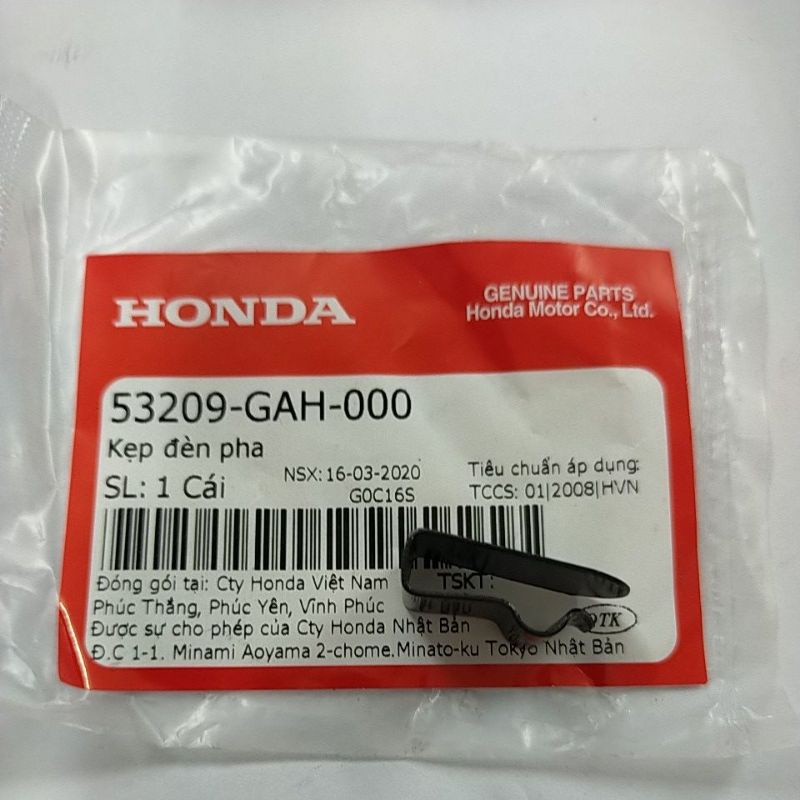 HONDA
GENUINE PARTS
Honda Motor Co., Ltd.
53209-GAH-000
Kẹp đèn pha
SL: 1 Cái
NSX: 16-03-2020
G0C16S
Tiêu chuẩn áp dụng:
TCCS: 01|2008|HVN
Đóng gói tại: Cty Honda Việt Nam
TSKT:
Phúc Thắng, Phúc Yên, Vĩnh Phúc
Được sự cho phép của Cty Honda Nhật Bản
Đ.C 1-1. Minami Aoyama 2-chome.Minato-ku Tokyo Nhật Bản